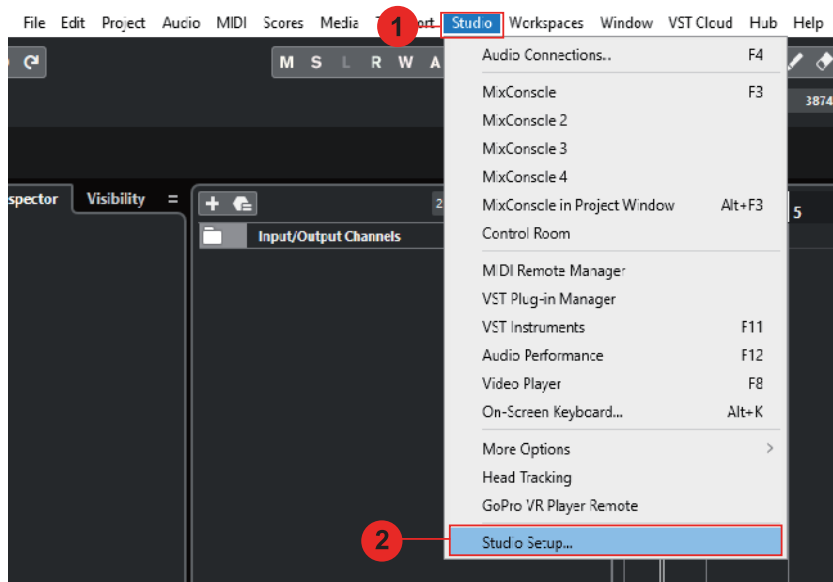 File Edit Project Audio MIDI Scores Media Studio Workspaces Window VST Cloud Hub Help
1
M S L R W A
Audio Connections.. F4
MixConsole F3
3874
MixConsole 2
MixConsole 3
MixConsole 4
spector Visibility
MixConsole in Project Window Alt+F3
2
5
Input/Output Channels
Control Room
MIDI Remote Manager
VST Plug-in Manager
VST Instruments F11
Audio Performance F12
Video Player F8
On-Screen Keyboard... Alt+K
More Options >
Head Tracking
GoPro VR Player Remote
2
Studio Setup...